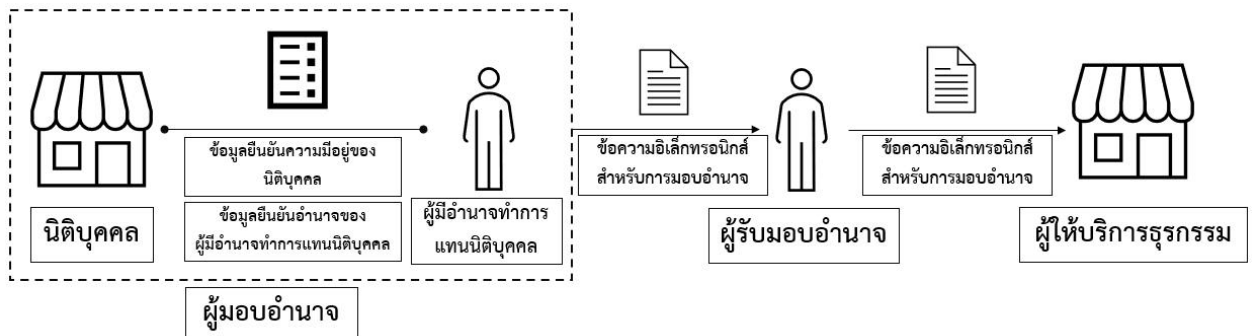 ข้อมูลยืนยันความมีอยู่ของ
นิติบุคคล
ข้อมูลยืนยันอำนาจของ
ผู้มีอำนาจทำการแทนนิติบุคคล
นิติบุคคล
ผู้มีอำนาจทำการ
แทนนิติบุคคล
ผู้มอบอำนาจ
ข้อความอิเล็กทรอนิกส์
สำหรับการมอบอำนาจ
ผู้รับมอบอำนาจ
ข้อความอิเล็กทรอนิกส์
สำหรับการมอบอำนาจ
ผู้ให้บริการธุรกรรม